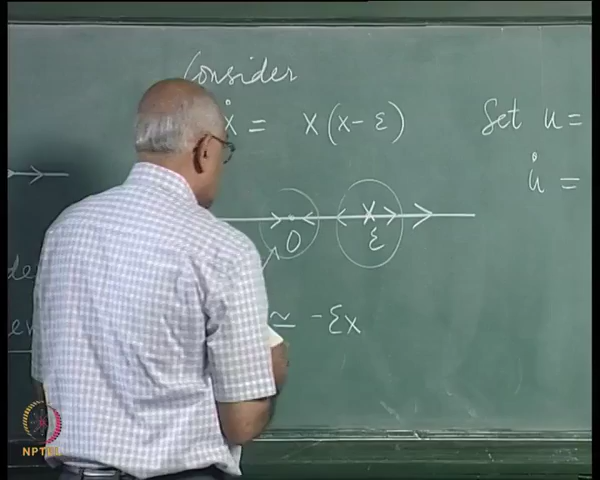 Consider
ẋ = x(x - ε)
Set u =
u̇ =
0 ε
≃ -εx
NPTEL